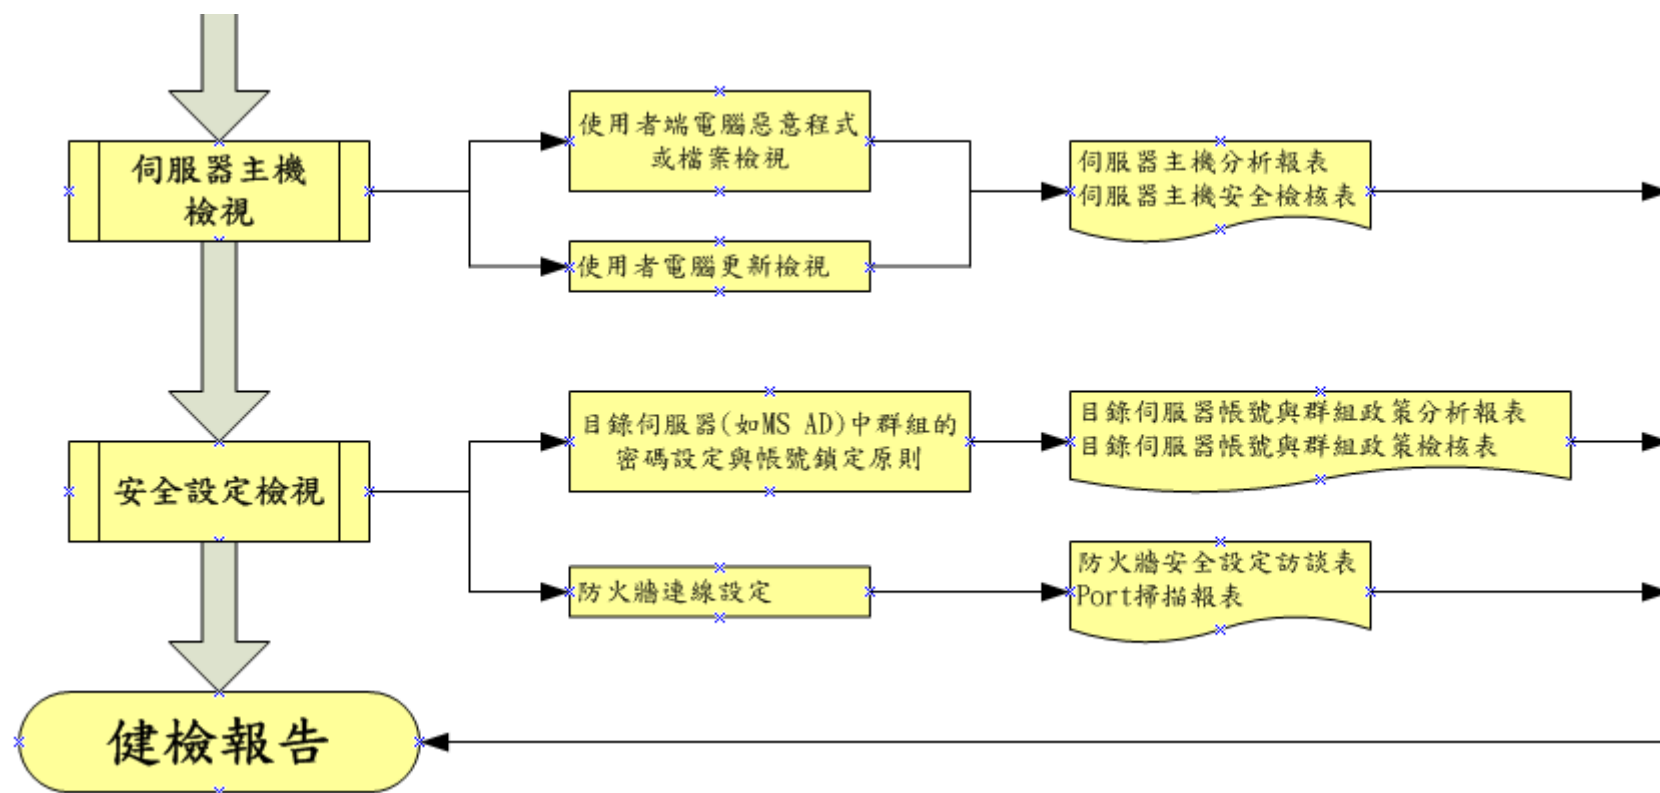 伺服器主機
檢視
使用者端電腦惡意程式
或檔案檢視
使用者電腦更新檢視
伺服器主機分析報表
伺服器主機安全檢核表
安全設定檢視
目錄伺服器(如MS AD)中群組的
密碼設定與帳號鎖定原則
目錄伺服器帳號與群組政策分析報表
目錄伺服器帳號與群組政策檢核表
防火牆連線設定
防火牆安全設定訪談表
Port掃描報表
健檢報告